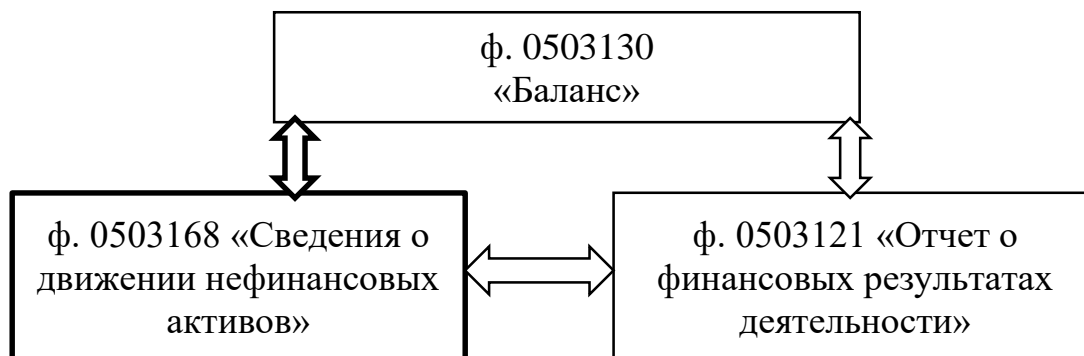 ф. 0503130
«Баланс»
ф. 0503168 «Сведения о
движении нефинансовых
активов»
ф. 0503121 «Отчет о
финансовых результатах
деятельности»